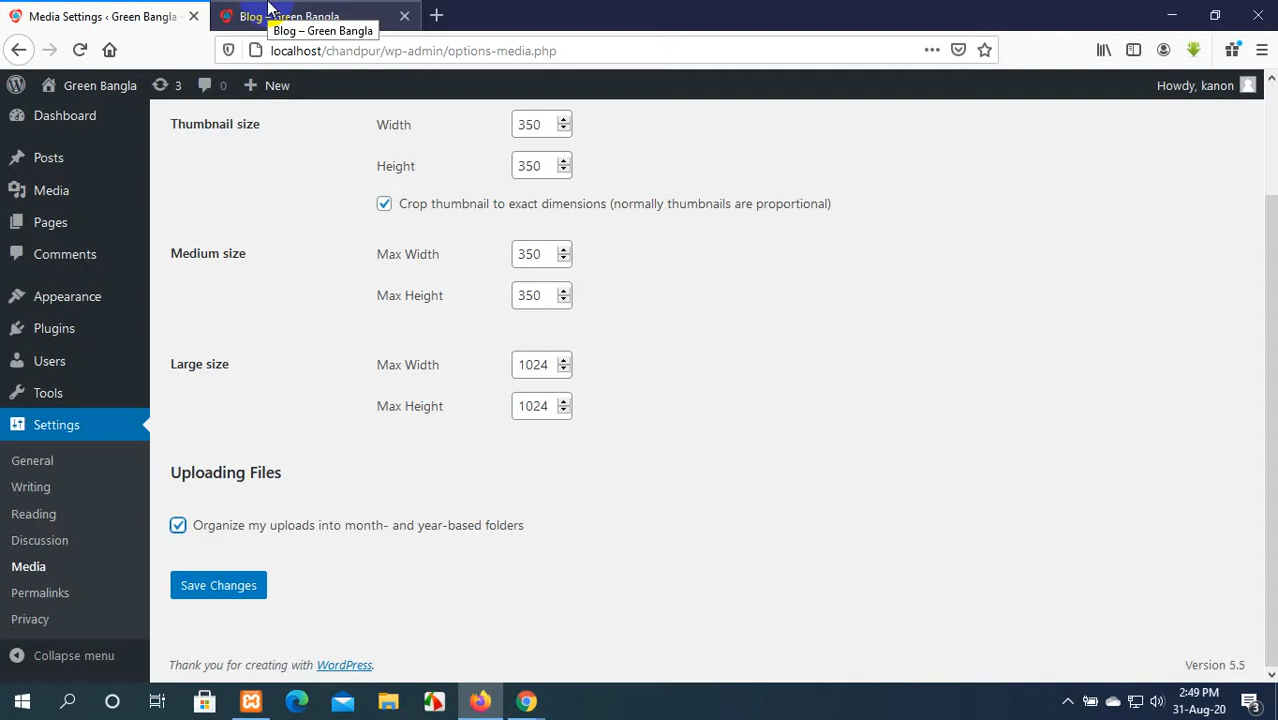 Media Settings ‹ Green Bangla
Blog – Green Bangla
Blog – Green Bangla
localhost/chandpur/wp-admin/options-media.php
Green Bangla
3
0
New
Howdy, kanon
Dashboard
Posts
Media
Pages
Comments
Appearance
Plugins
Users
Tools
Settings
General
Writing
Reading
Discussion
Media
Permalinks
Privacy
Collapse menu
Thumbnail size
Width
350
Height
350
Crop thumbnail to exact dimensions (normally thumbnails are proportional)
Medium size
Max Width
350
Max Height
350
Large size
Max Width
1024
Max Height
1024
Uploading Files
Organize my uploads into month- and year-based folders
Save Changes
Thank you for creating with WordPress.
Version 5.5
2:49 PM
31-Aug-20
3